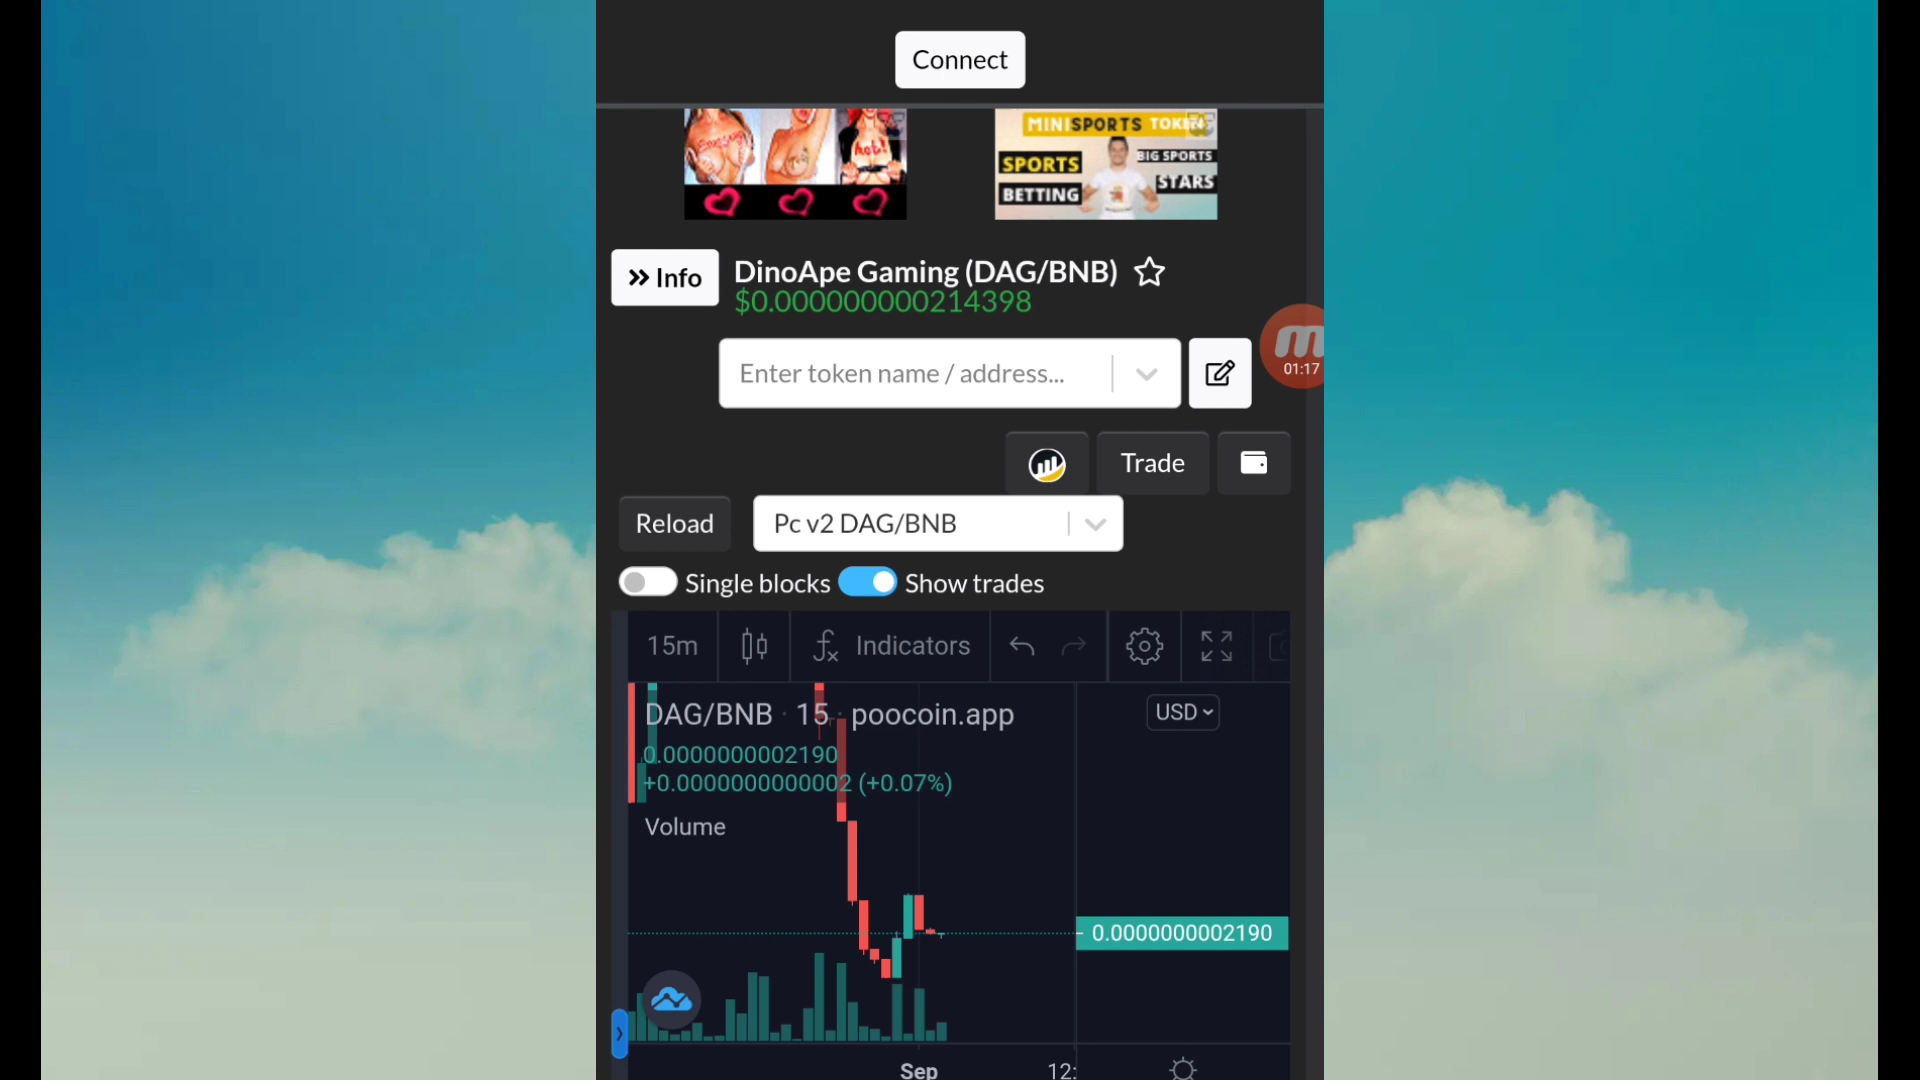 Connect
Hot!
MINISPORTS TOKEN
SPORTS
BETTING
BIG SPORTS
STARS
Info
DinoApe Gaming (DAG/BNB)
$0.000000000214398
Enter token name / address...
01:17
Trade
Reload
Pc v2 DAG/BNB
Single blocks
Show trades
15m
Indicators
DAG/BNB · 15 · poocoin.app
USD
0.0000000002190
+0.0000000000002 (+0.07%)
Volume
0.0000000002190
Sep
12: